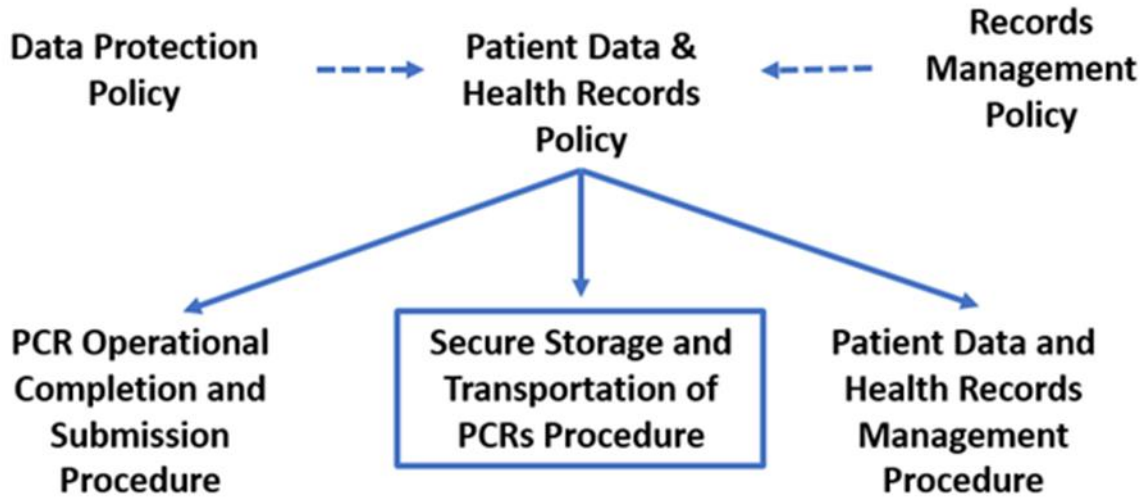 Data Protection
Policy
Patient Data &
Health Records
Policy
Records
Management
Policy
PCR Operational
Completion and
Submission
Procedure
Secure Storage and
Transportation of
PCRs Procedure
Patient Data and
Health Records
Management
Procedure